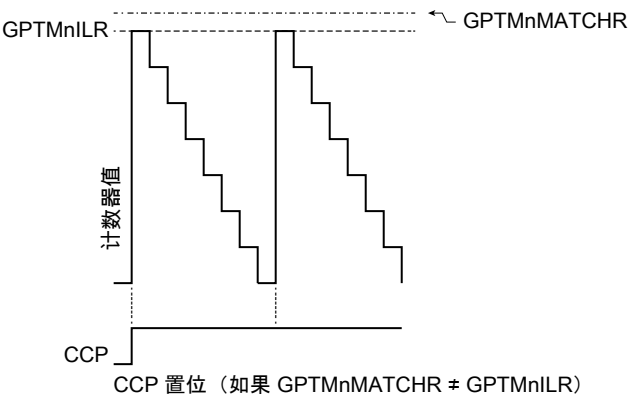 GPTMnMATCHR
GPTMnILR
计数器值
CCP
CCP 置位（如果 GPTMnMATCHR ≠ GPTMnILR）